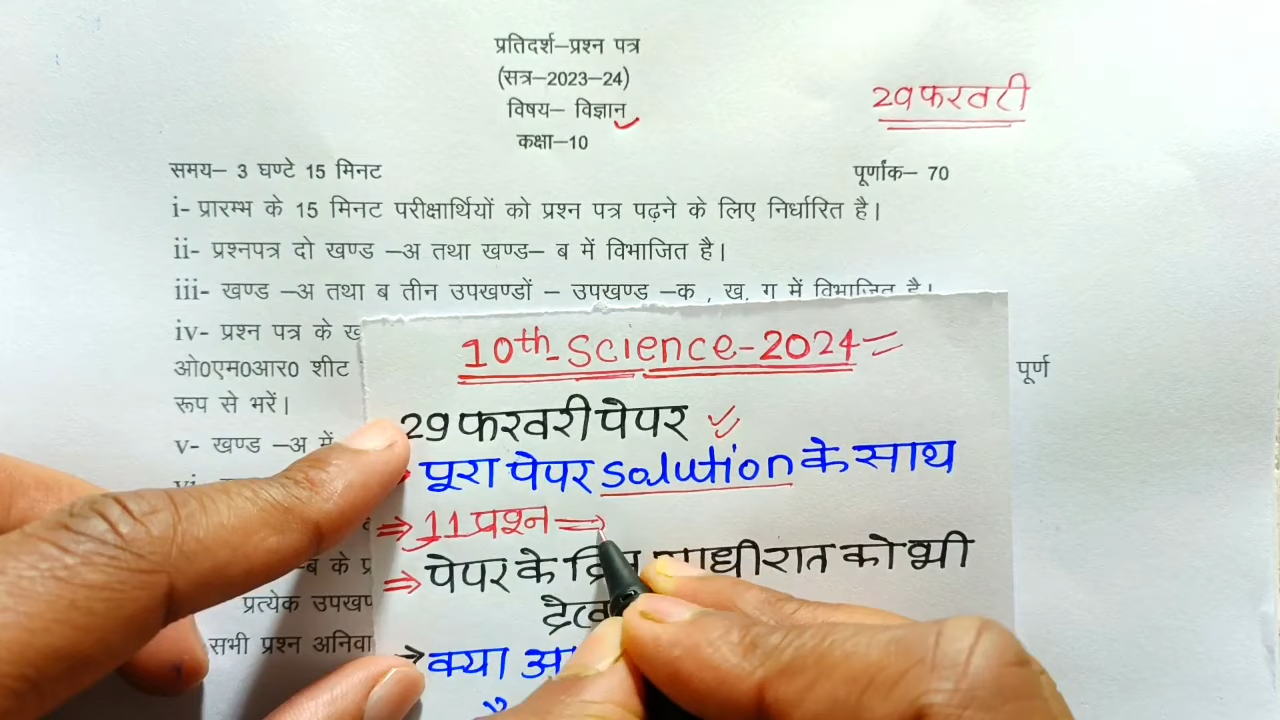 प्रतिदर्श–प्रश्न पत्र
(सत्र–2023–24)
विषय– विज्ञान
कक्षा–10
29 फरवरी
समय– 3 घण्टे 15 मिनट
पूर्णांक– 70
i- प्रारम्भ के 15 मिनट परीक्षार्थियों को प्रश्न पत्र पढ़ने के लिए निर्धारित है।
ii- प्रश्नपत्र दो खण्ड –अ तथा खण्ड– ब में विभाजित है।
iii- खण्ड –अ तथा ब तीन उपखण्डों – उपखण्ड –क , ख, ग में विभाजित है।
iv- प्रश्न पत्र के
ओ0एम0आर0 शीट
पूर्ण
रूप से भरें।
v- खण्ड –अ में
vi-
–ब के
प्रत्येक
सभी प्रश्न
10th-Science-2024
29 फरवरी पेपर
पूरा पेपर solution के साथ
⇒ 11 प्रश्न ⇒
⇒ पेपर के रात को भी
→ क्या